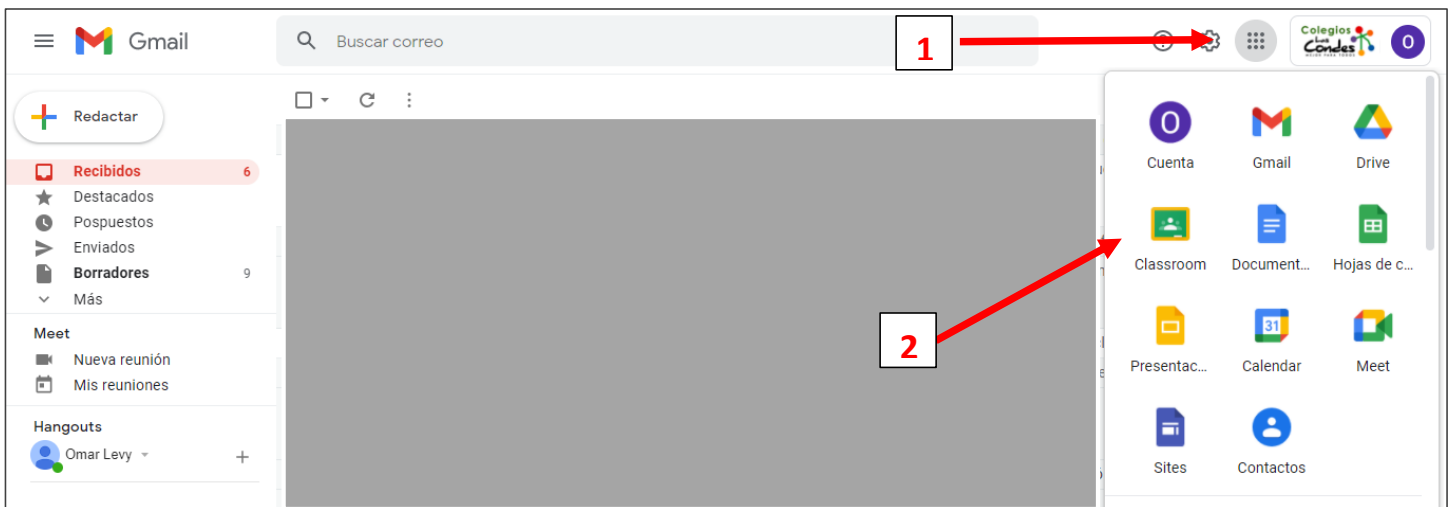 Gmail
Buscar correo
1
Colegios
Las
Condes
O
Redactar
Recibidos 6
Destacados
Pospuestos
Enviados
Borradores 9
Más
Meet
Nueva reunión
Mis reuniones
Hangouts
Omar Levy
2
O
Cuenta Gmail Drive
Classroom Document... Hojas de c...
31
Presentac... Calendar Meet
Sites Contactos